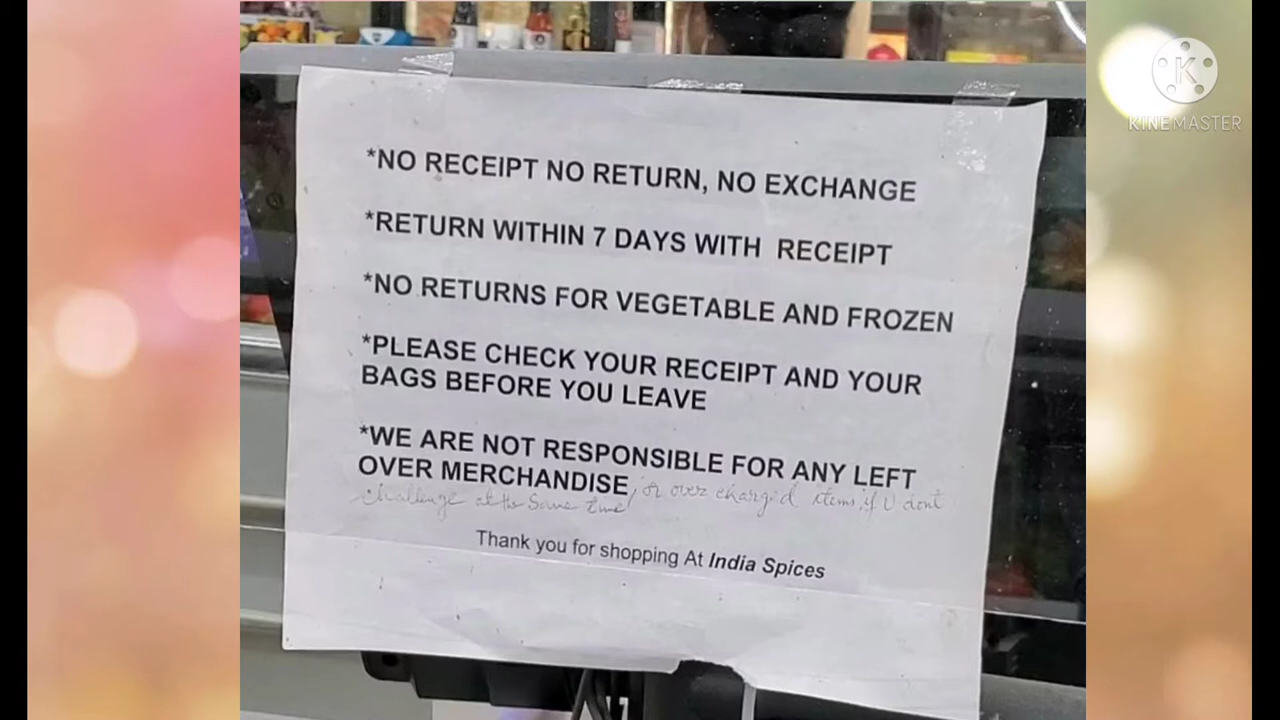 KINEMASTER
*NO RECEIPT NO RETURN, NO EXCHANGE
*RETURN WITHIN 7 DAYS WITH RECEIPT
*NO RETURNS FOR VEGETABLE AND FROZEN
*PLEASE CHECK YOUR RECEIPT AND YOUR
BAGS BEFORE YOU LEAVE
*WE ARE NOT RESPONSIBLE FOR ANY LEFT
OVER MERCHANDISE, or over charg'd items, if U dont
challenge at the same time
Thank you for shopping At India Spices